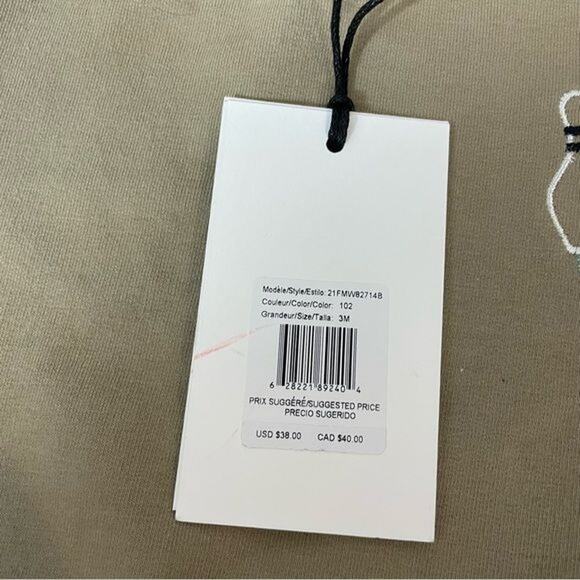 Modèle/Style/Estilo: 21FMW82714B
Couleur/Color/Color: 102
Grandeur/Size/Talla: 3M
6 28221 89240 4
PRIX SUGGÉRÉ/SUGGESTED PRICE
PRECIO SUGERIDO
USD $38.00 CAD $40.00